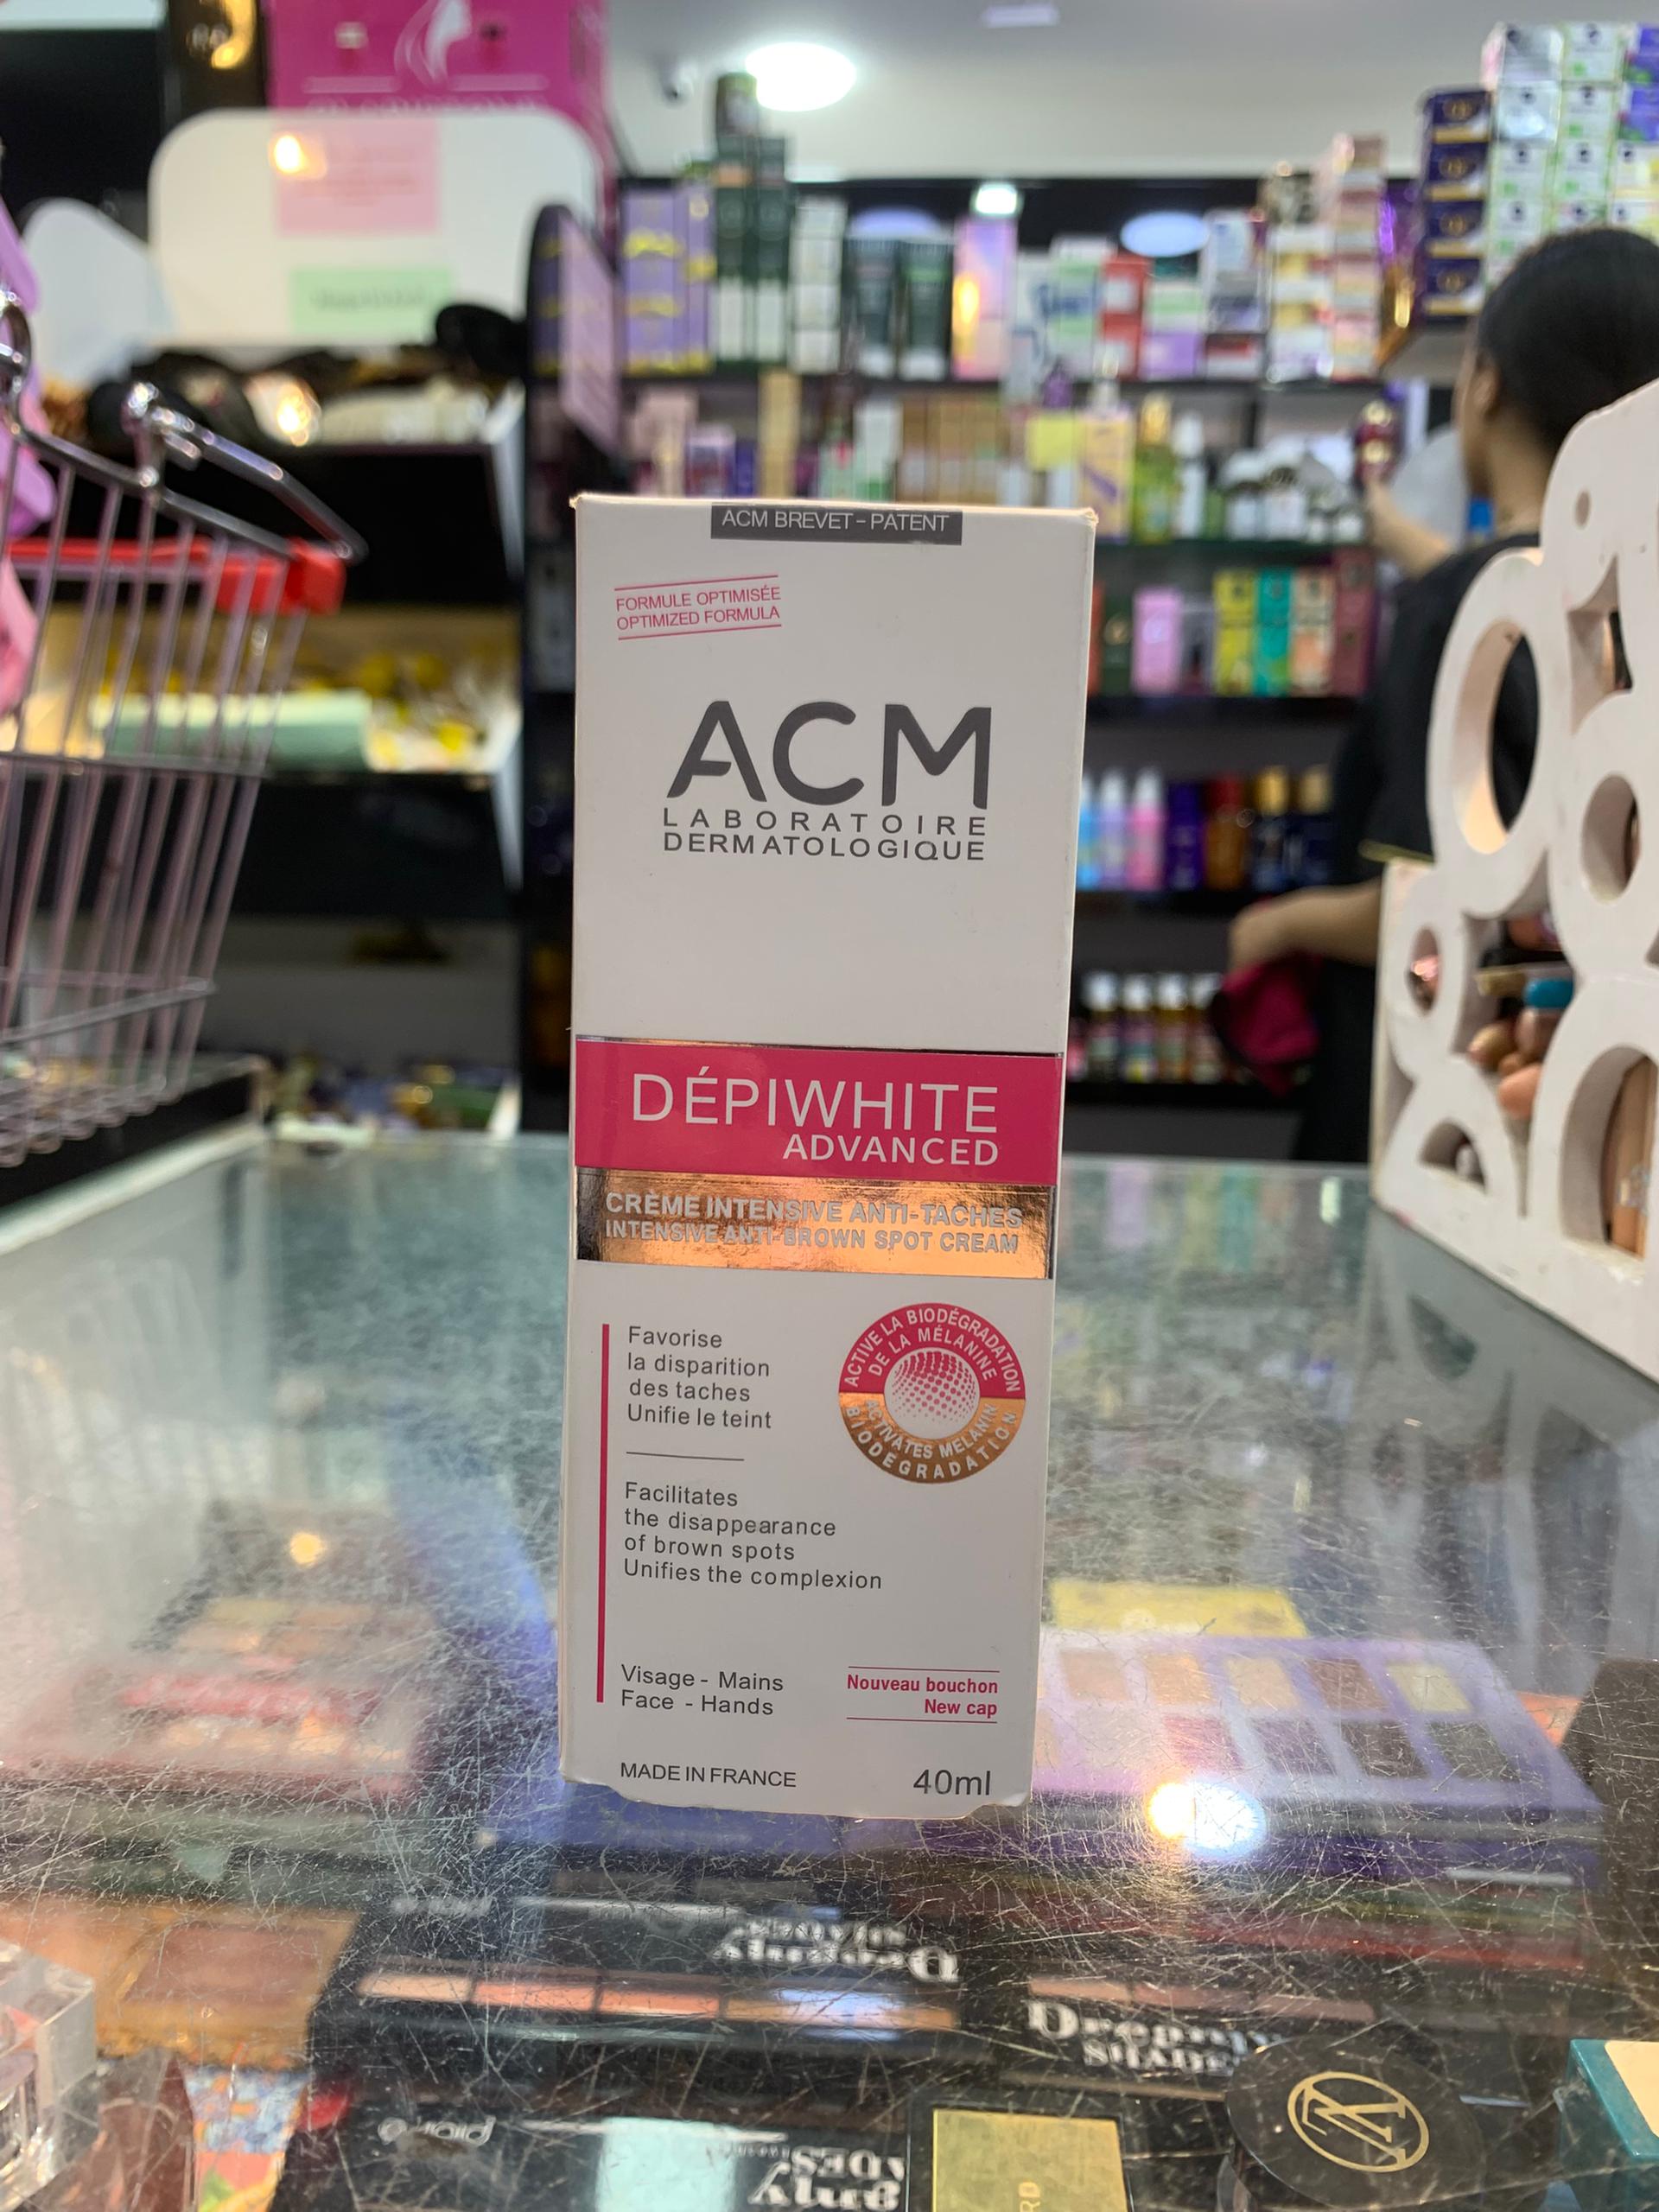 ACM BREVET - PATENT
FORMULE OPTIMISÉE
OPTIMIZED FORMULA
ACM
LABORATOIRE
DERMATOLOGIQUE
DÉPIWHITE
ADVANCED
CRÈME INTENSIVE ANTI-TACHES
INTENSIVE ANTI-BROWN SPOT CREAM
ACTIVE LA BIODÉGRADATION
DE LA MÉLANINE
ACTIVATES MELANIN
BIODEGRADATION
Favorise
la disparition
des taches
Unifie le teint
Facilitates
the disappearance
of brown spots
Unifies the complexion
Visage - Mains
Face - Hands
Nouveau bouchon
New cap
MADE IN FRANCE
40ml
Dreamy
SHADES